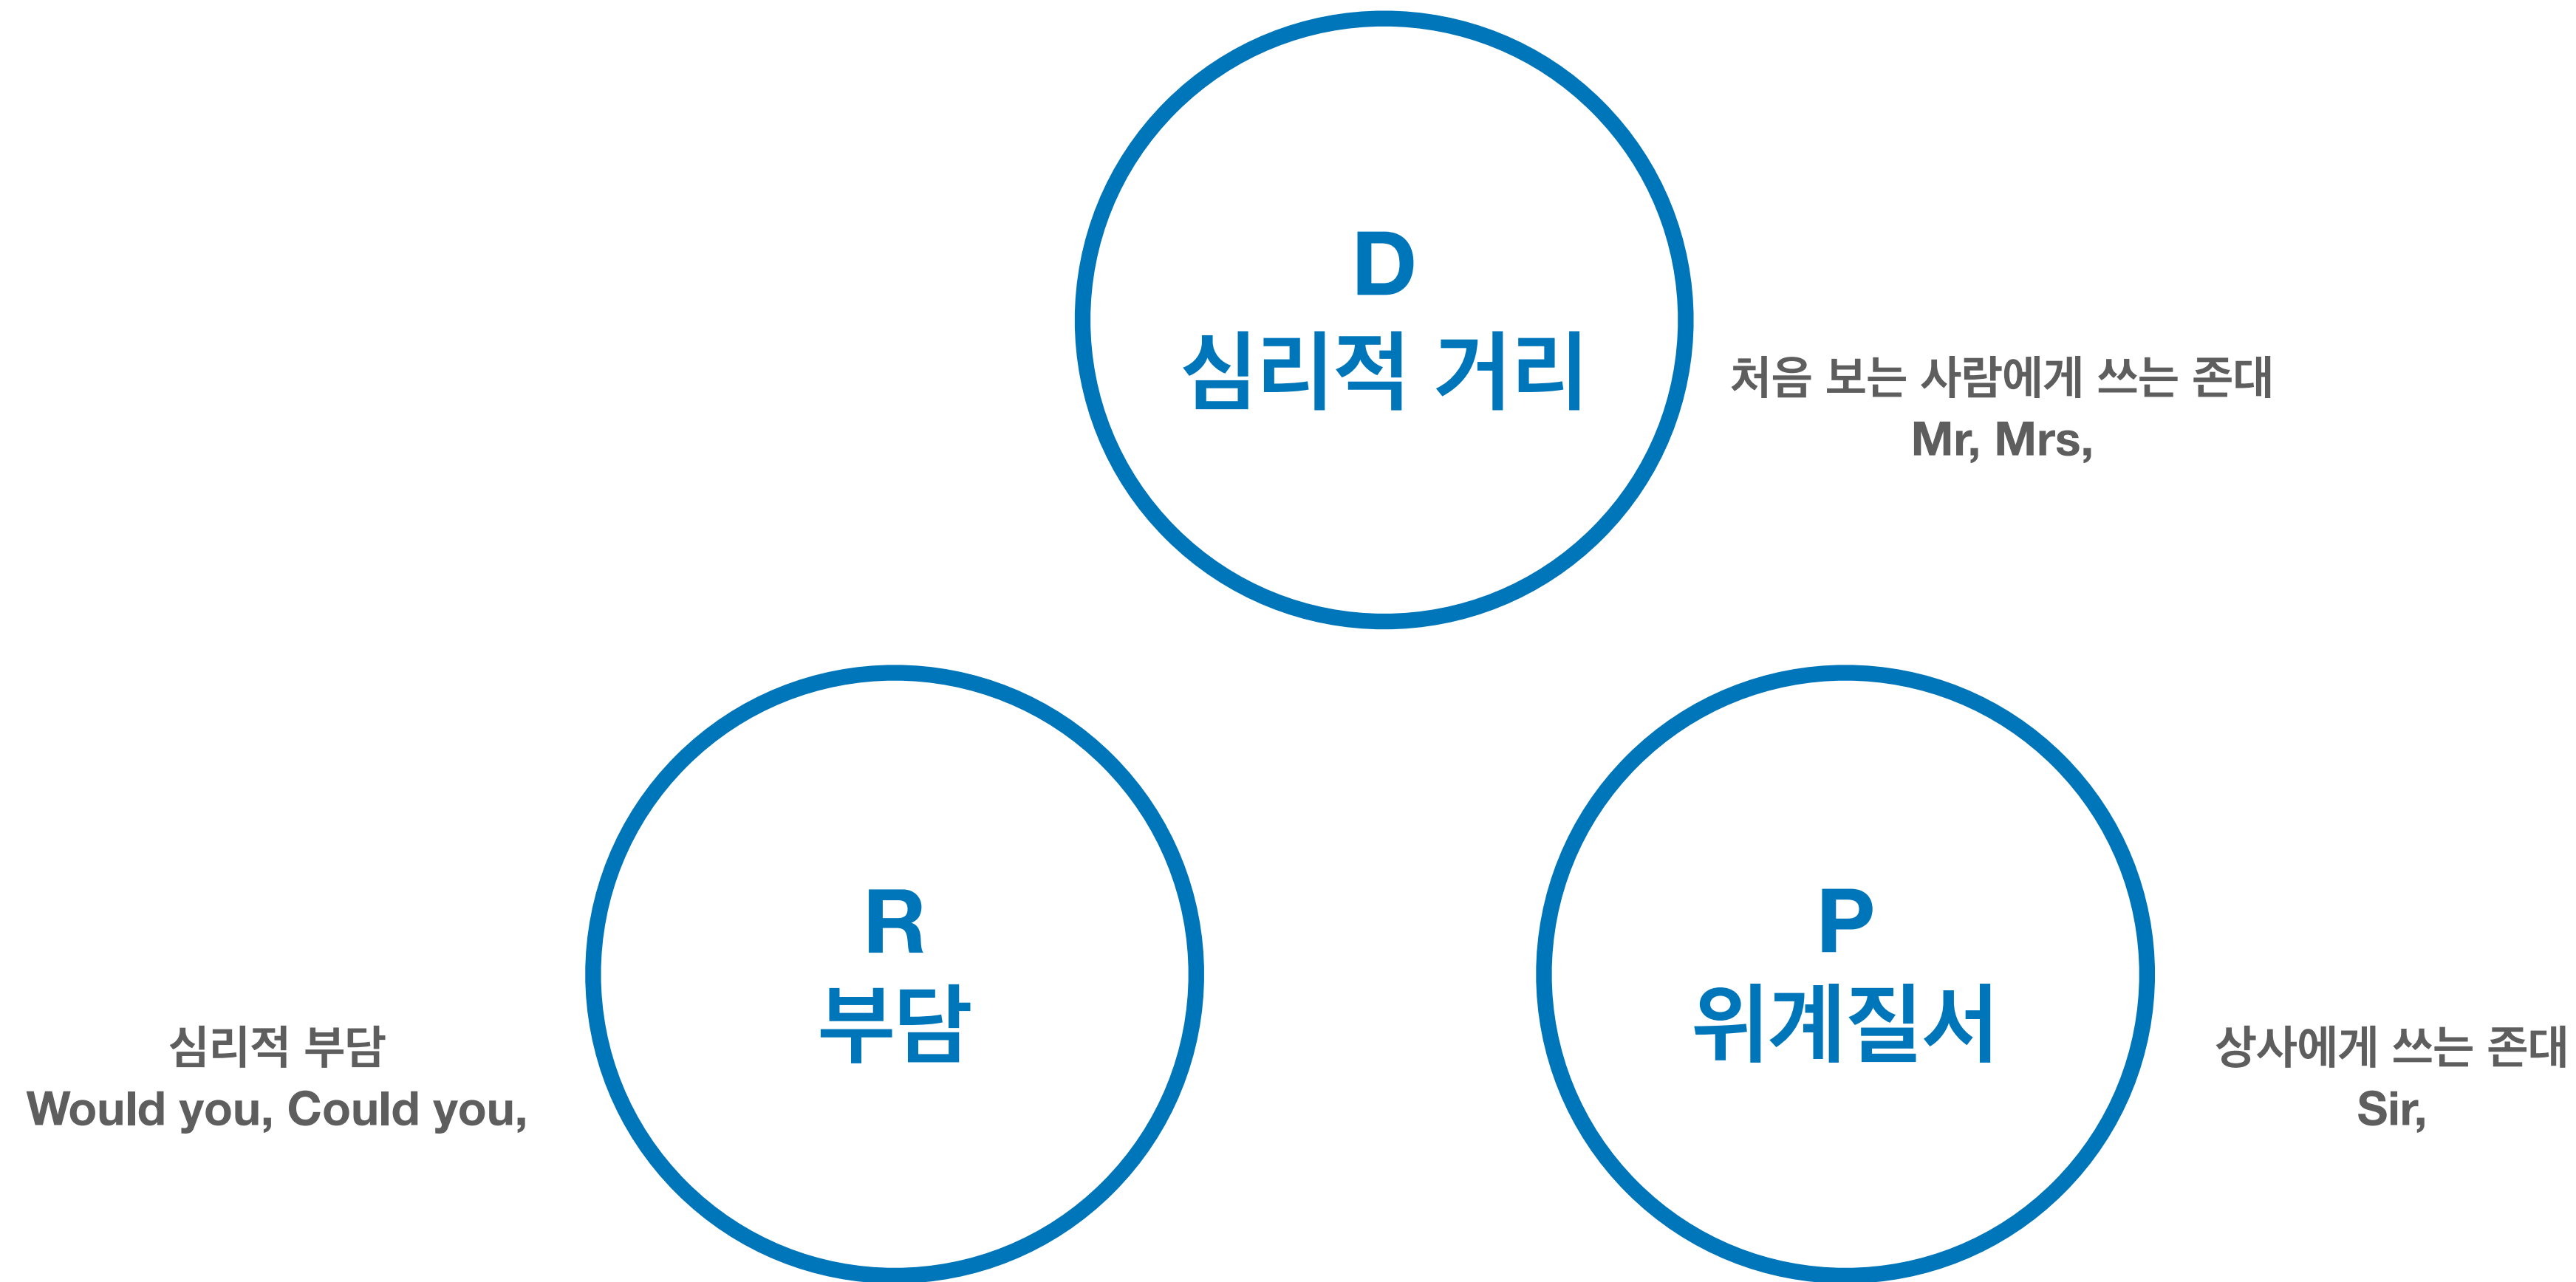 D
심리적 거리
처음 보는 사람에게 쓰는 존대
Mr, Mrs,
R
부담
심리적 부담
Would you, Could you,
P
위계질서
상사에게 쓰는 존대
Sir,